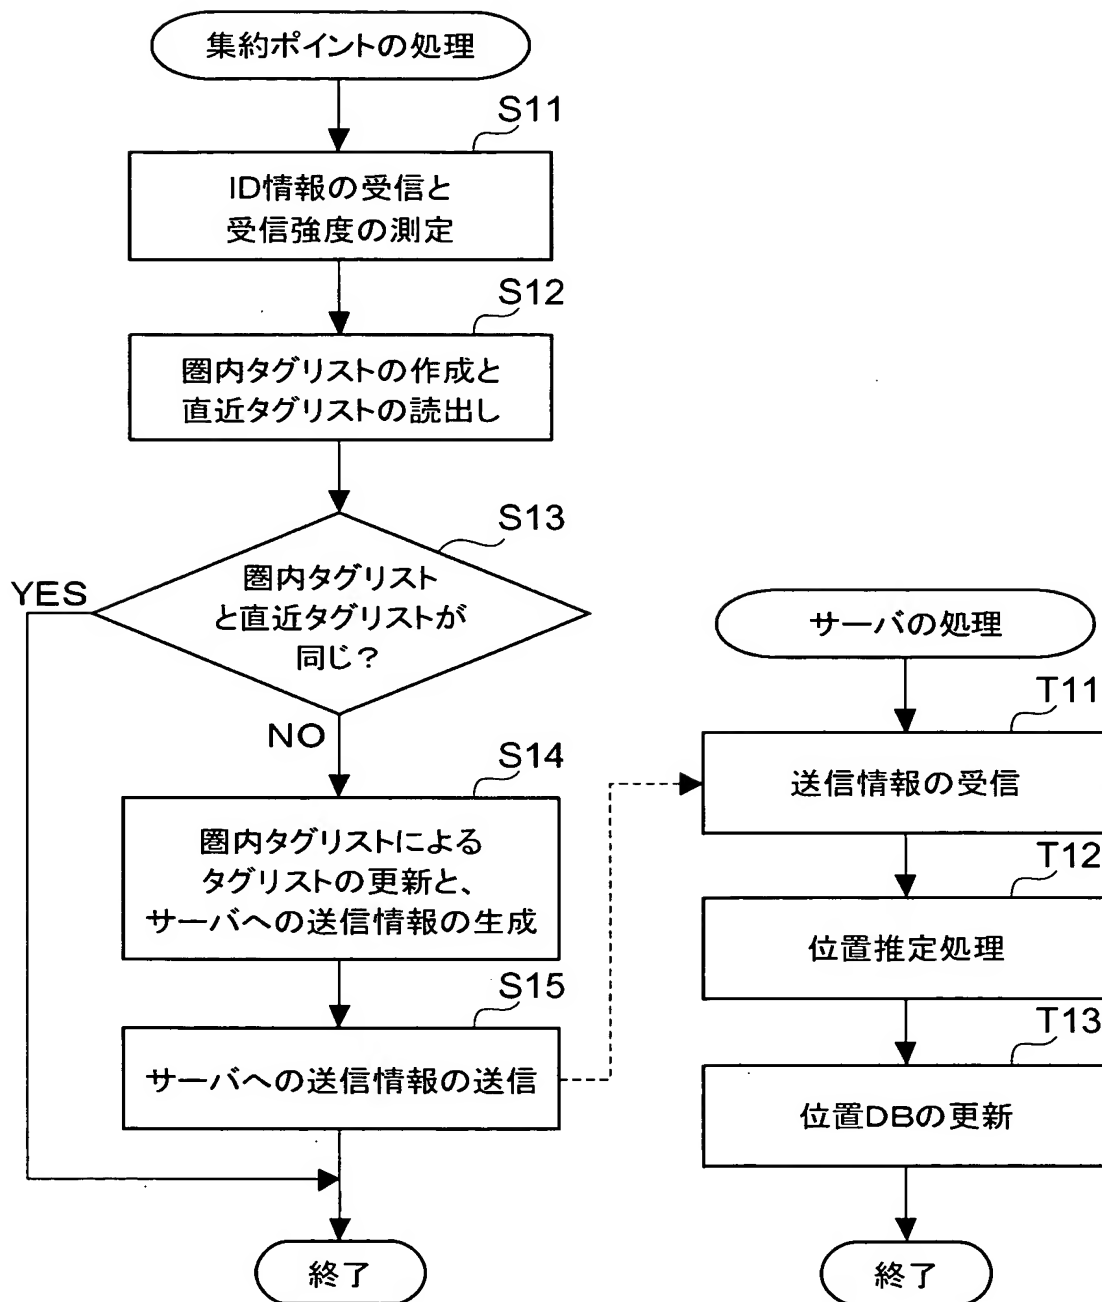 集約ポイントの処理
S11
ID情報の受信と
受信強度の測定
S12
圏内タグリストの作成と
直近タグリストの読出し
S13
圏内タグリスト
と直近タグリストが
同じ?
YES
NO
S14
圏内タグリストによる
タグリストの更新と、
サーバへの送信情報の生成
S15
サーバへの送信情報の送信
終了
サーバの処理
T11
送信情報の受信
T12
位置推定処理
T13
位置DBの更新
終了